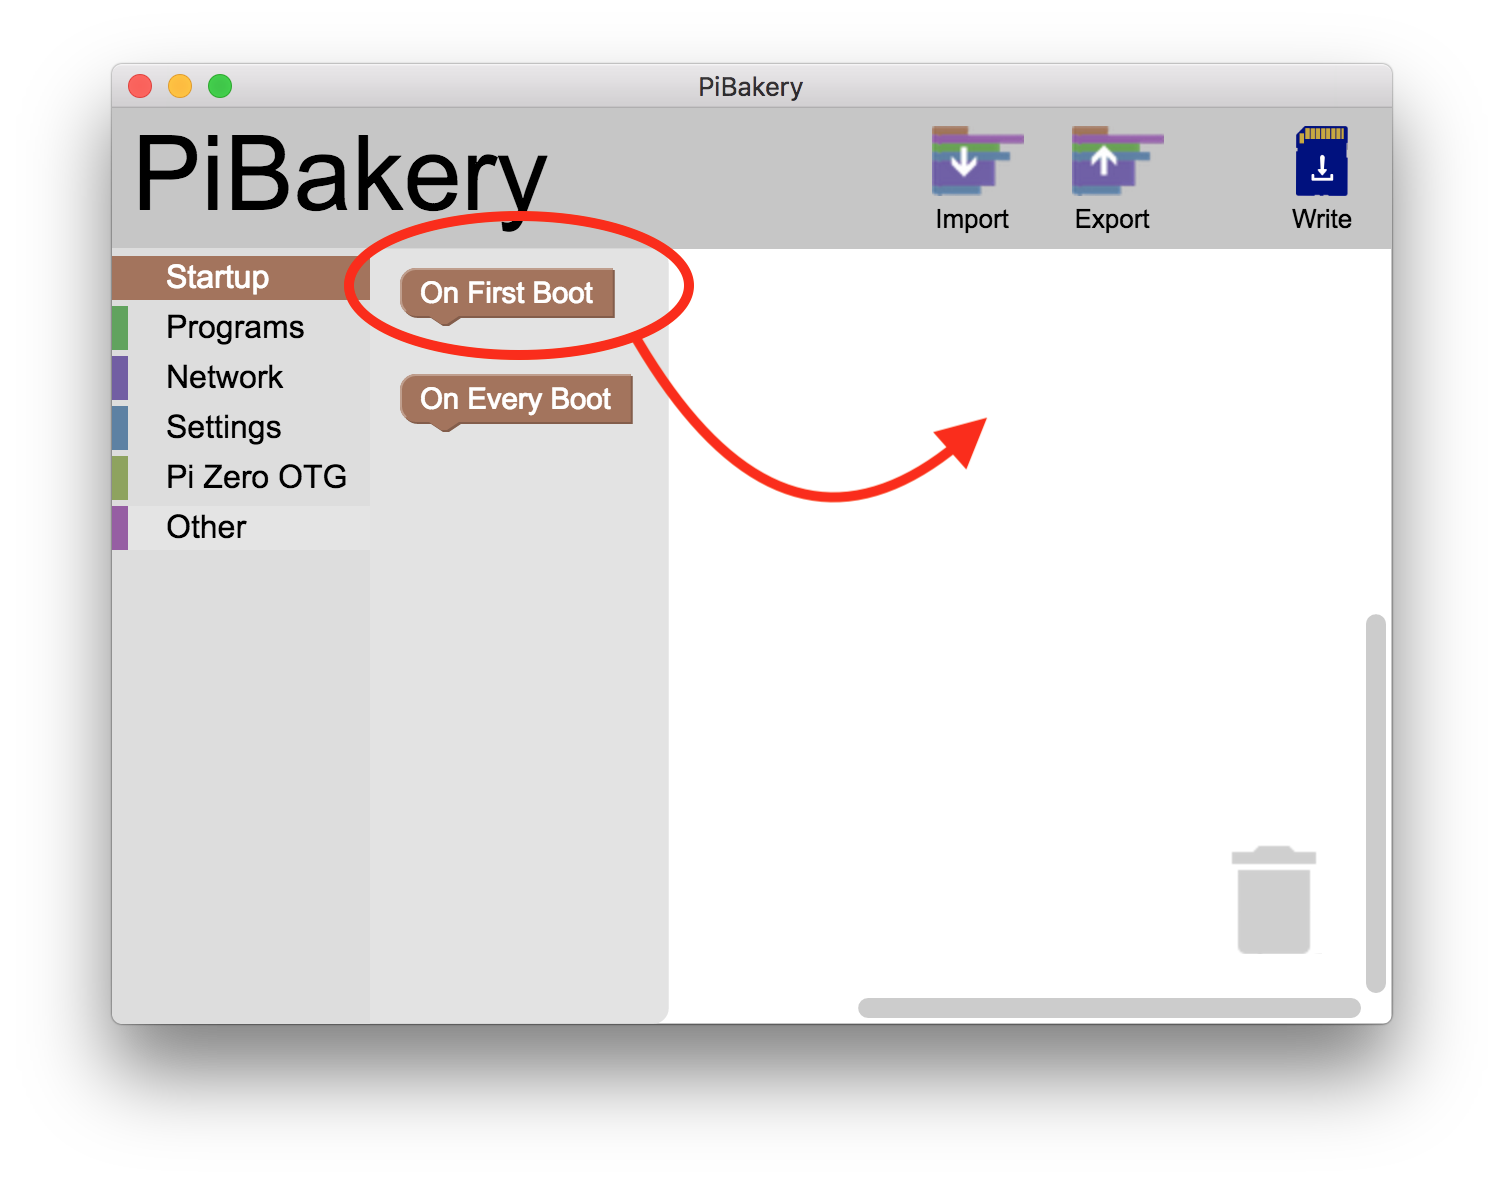 PiBakery
PiBakery
Import
Export
Write
Startup
Programs
Network
Settings
Pi Zero OTG
Other
On First Boot
On Every Boot